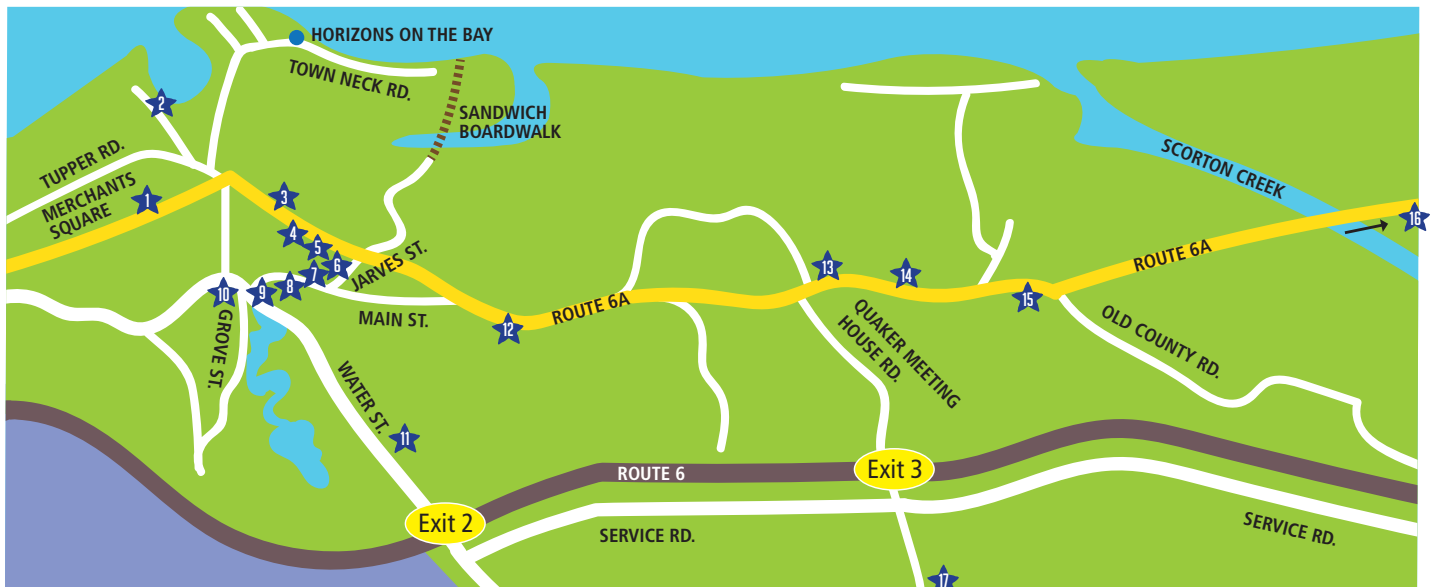 HORIZONS ON THE BAY
TOWN NECK RD.
2
SANDWICH
BOARDWALK
TUPPER RD.
MERCHANTS
SQUARE
1
3
4
5
6
7
8
9
10
JARVES ST.
MAIN ST.
GROVE ST.
WATER ST.
11
12
ROUTE 6A
13
14
15
QUAKER MEETING
HOUSE RD.
SCORTON CREEK
16
ROUTE 6A
OLD COUNTY RD.
ROUTE 6
Exit 3
Exit 2
SERVICE RD.
SERVICE RD.
17